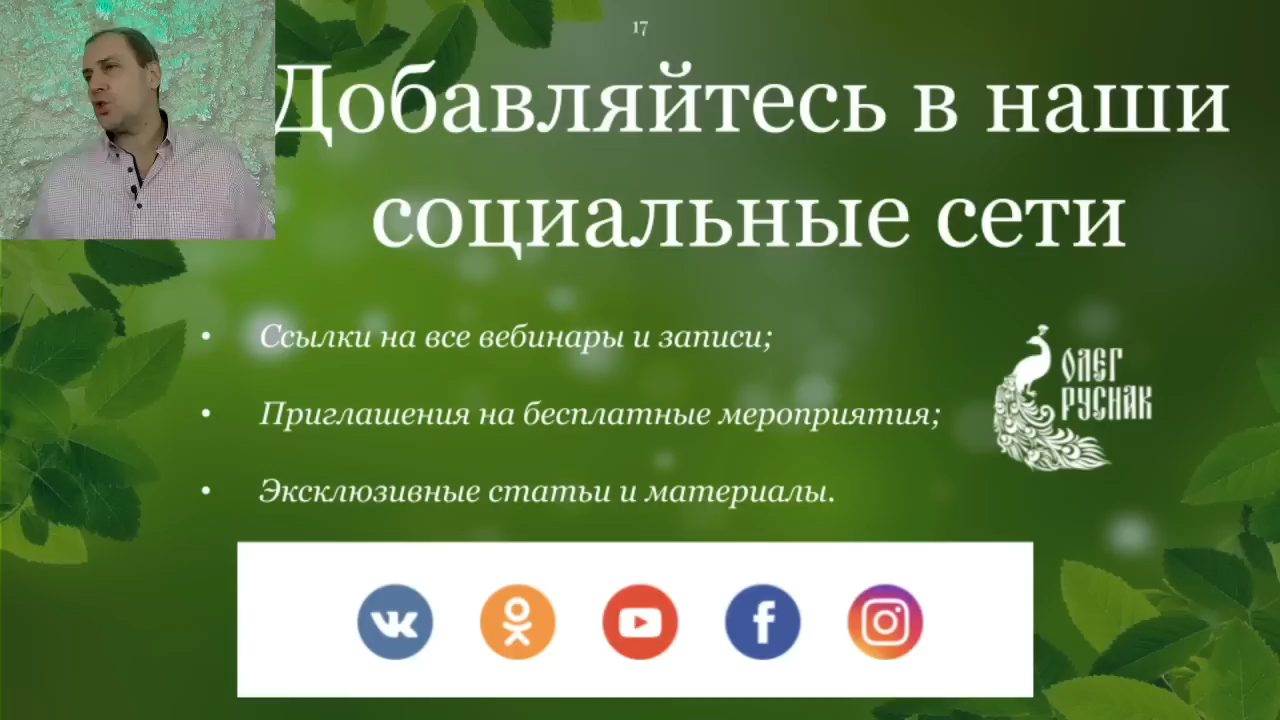 17
Добавляйтесь в наши
социальные сети
• Ссылки на все вебинары и записи;
• Приглашения на бесплатные мероприятия;
• Эксклюзивные статьи и материалы.
ОЛЕГ
РУСНАК